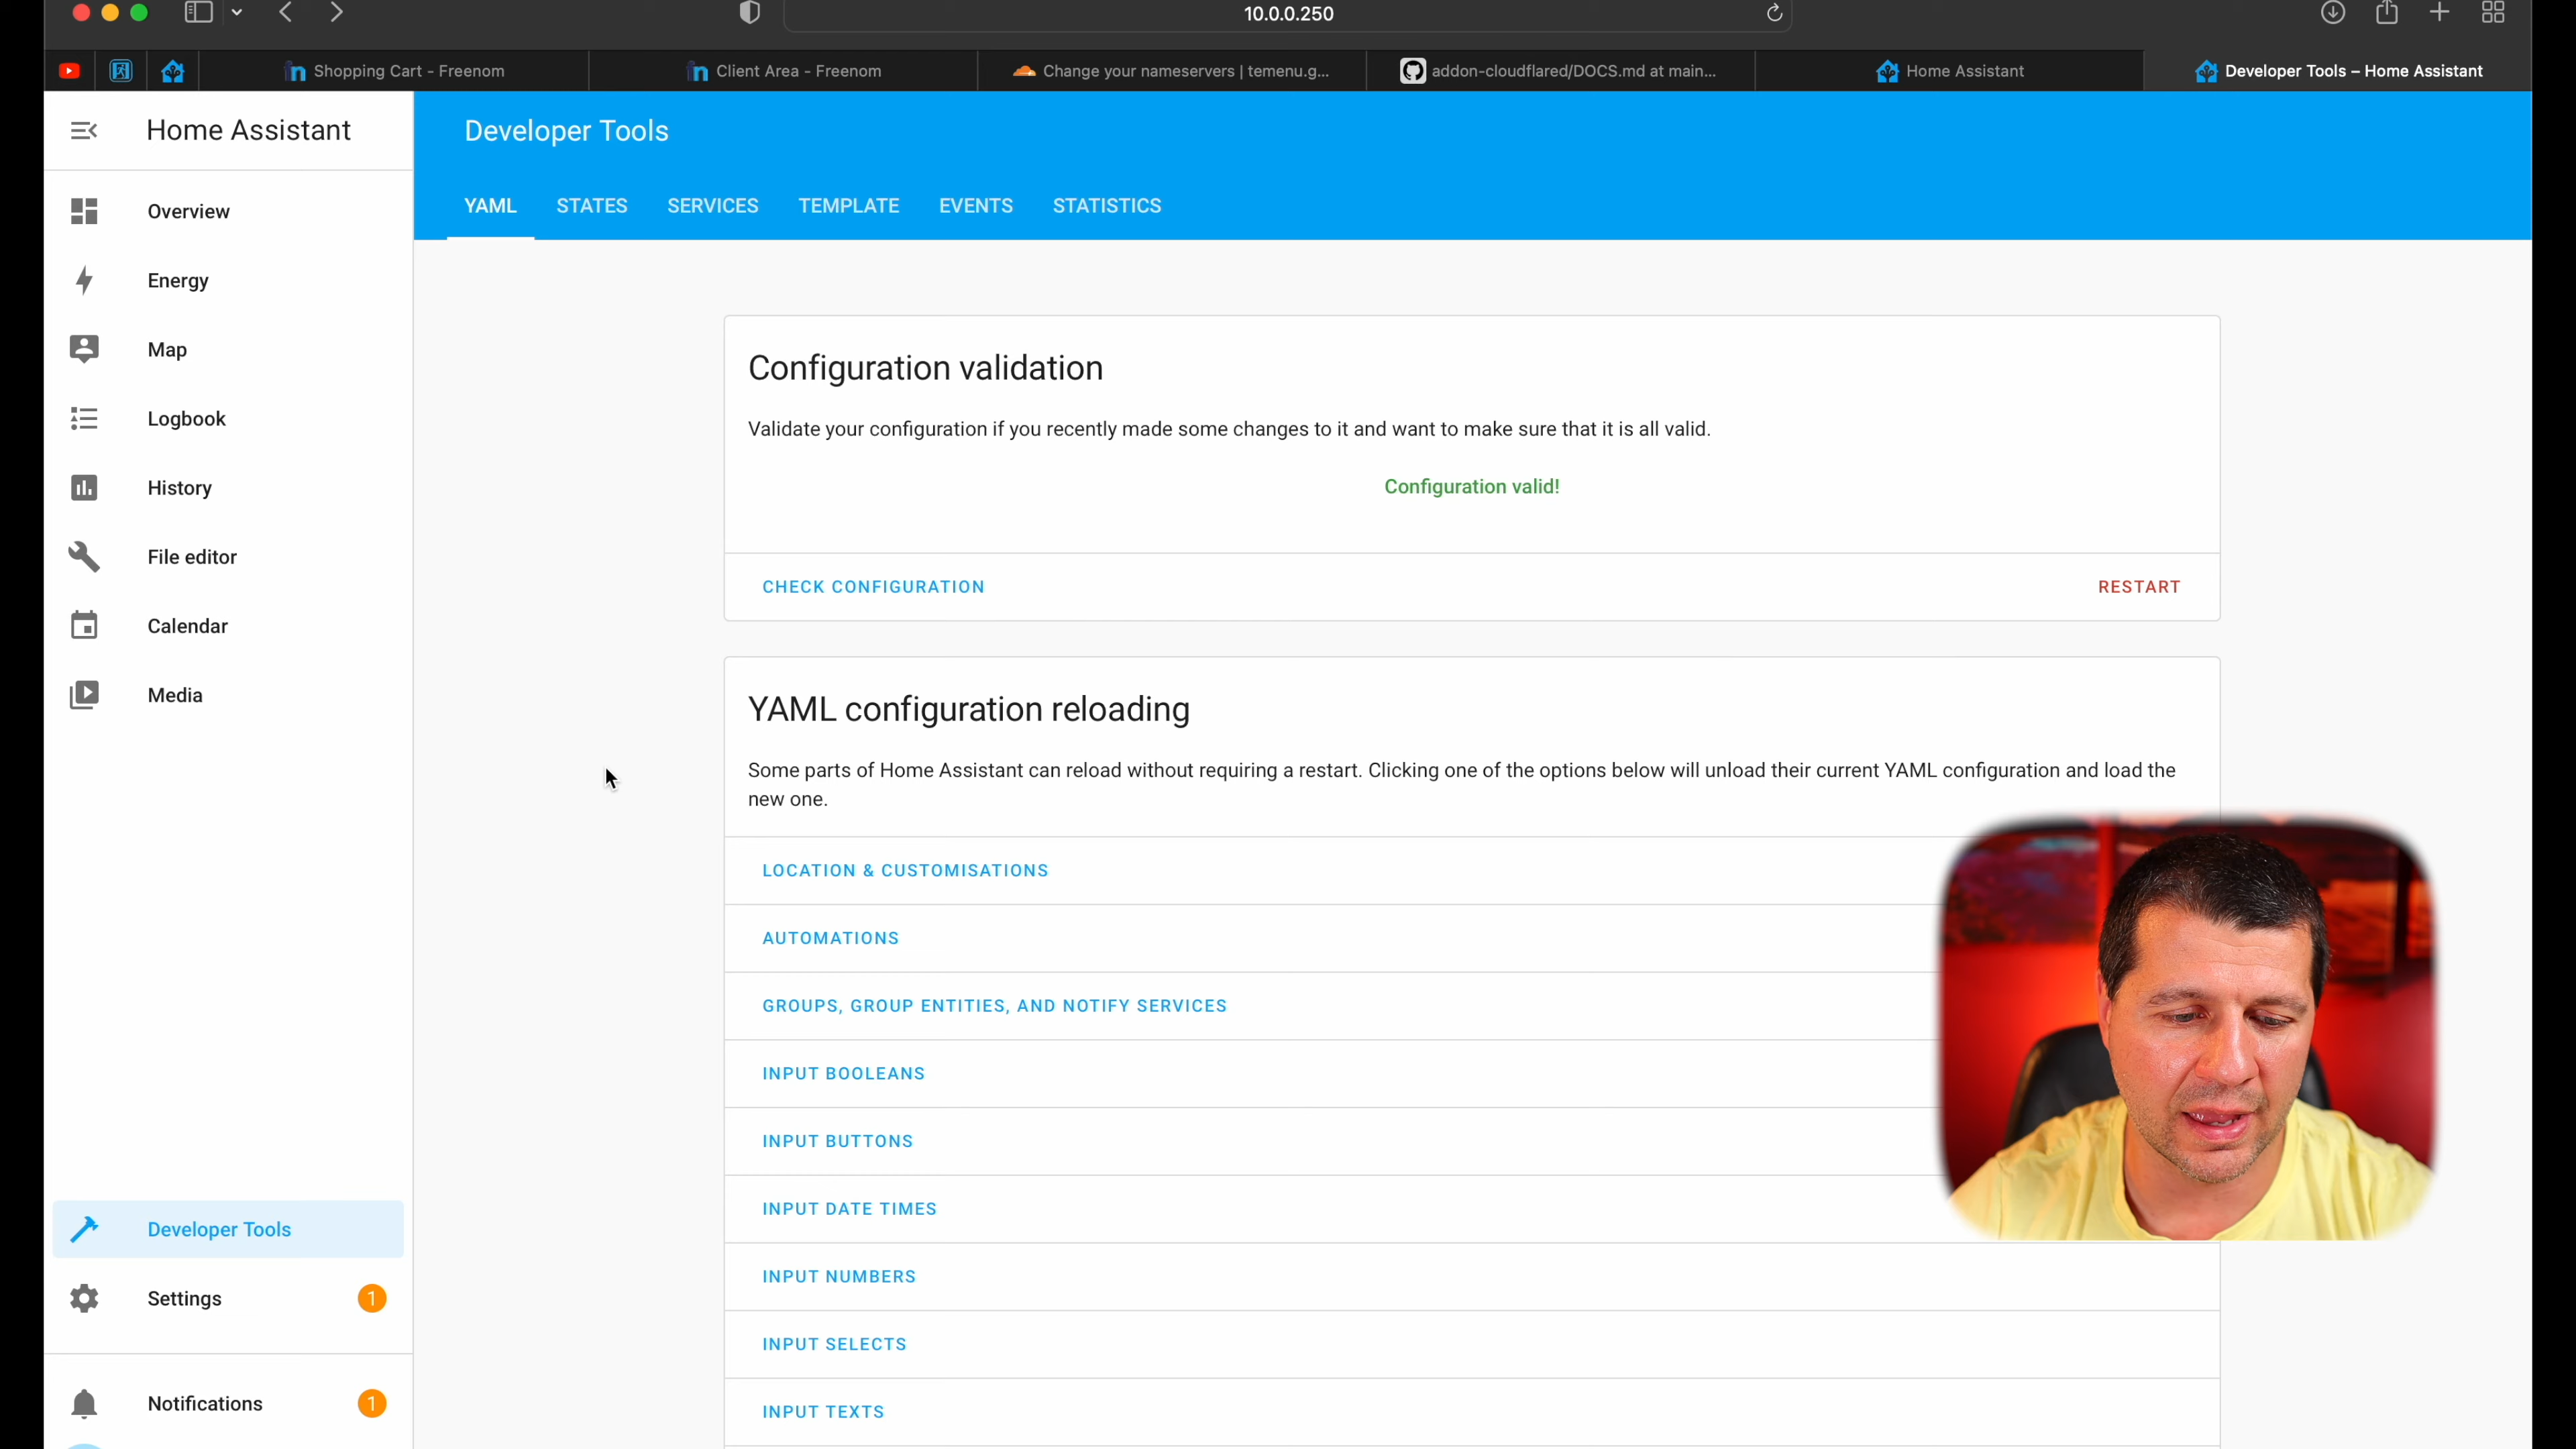 10.0.0.250
Shopping Cart - Freenom
Client Area - Freenom
Change your nameservers | temenu.g...
addon-cloudflared/DOCS.md at main...
Home Assistant
Developer Tools – Home Assistant
Home Assistant
Overview
Energy
Map
Logbook
History
File editor
Calendar
Media
Developer Tools
Settings 1
Notifications 1
Developer Tools
YAML STATES SERVICES TEMPLATE EVENTS STATISTICS
Configuration validation
Validate your configuration if you recently made some changes to it and want to make sure that it is all valid.
Configuration valid!
CHECK CONFIGURATION RESTART
YAML configuration reloading
Some parts of Home Assistant can reload without requiring a restart. Clicking one of the options below will unload their current YAML configuration and load the
new one.
LOCATION & CUSTOMISATIONS
AUTOMATIONS
GROUPS, GROUP ENTITIES, AND NOTIFY SERVICES
INPUT BOOLEANS
INPUT BUTTONS
INPUT DATE TIMES
INPUT NUMBERS
INPUT SELECTS
INPUT TEXTS